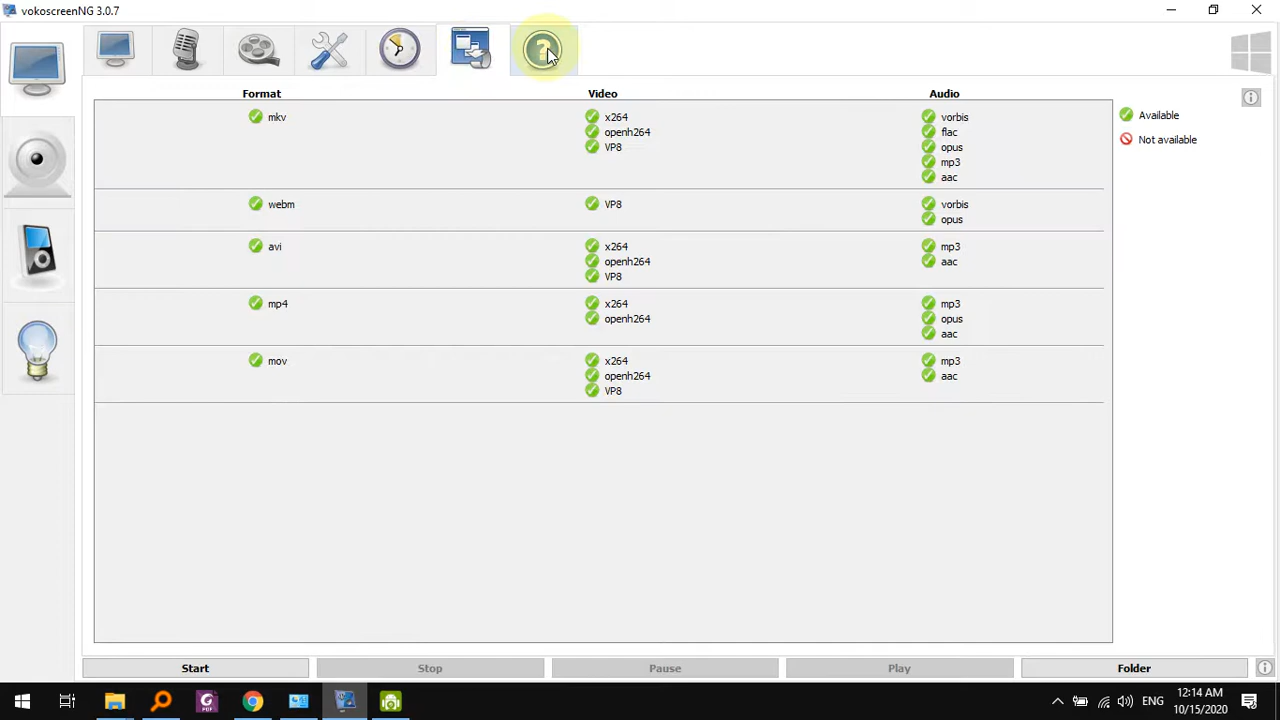 vokoscreenNG 3.0.7
Format Video Audio
mkv x264 vorbis
openh264 flac
VP8 opus
mp3
aac
webm VP8 vorbis
opus
avi x264 mp3
openh264 aac
VP8
mp4 x264 mp3
openh264 opus
aac
mov x264 mp3
openh264 aac
VP8
Available
Not available
Start Stop Pause Play Folder
ENG
12:14 AM
10/15/2020